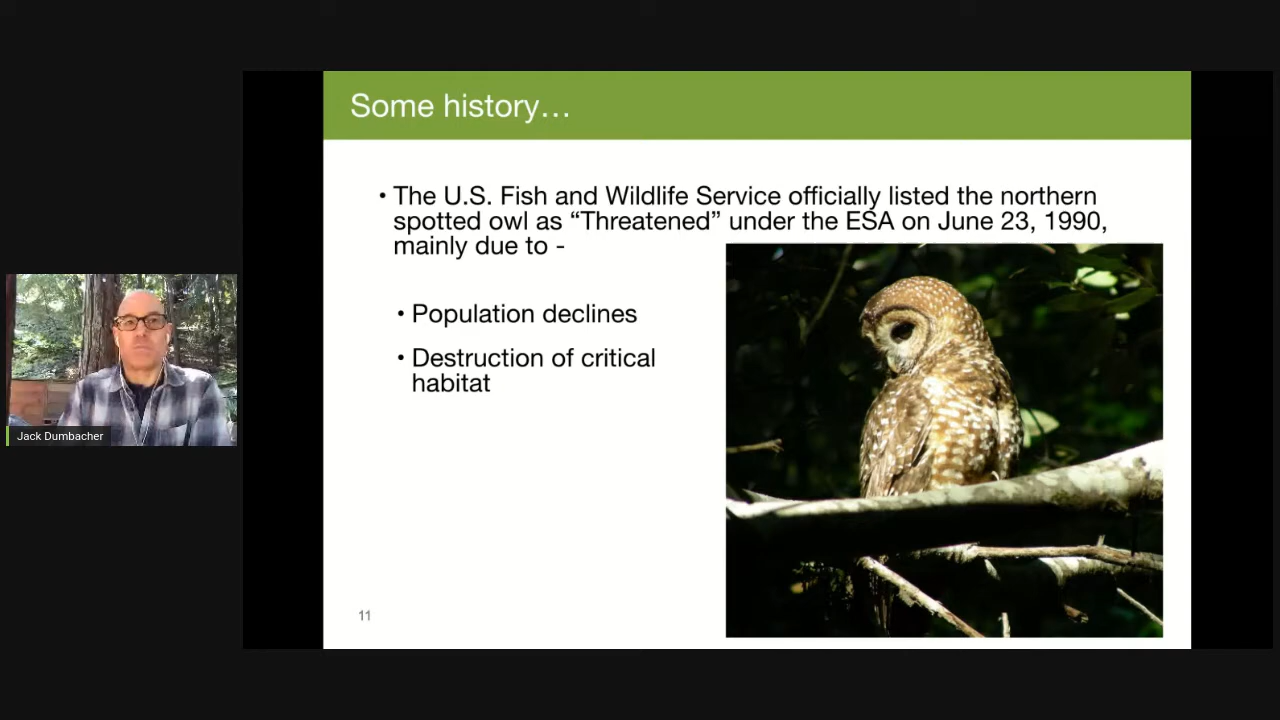 Some history…
• The U.S. Fish and Wildlife Service officially listed the northern
spotted owl as “Threatened” under the ESA on June 23, 1990,
mainly due to -
• Population declines
• Destruction of critical
habitat
11
Jack Dumbacher